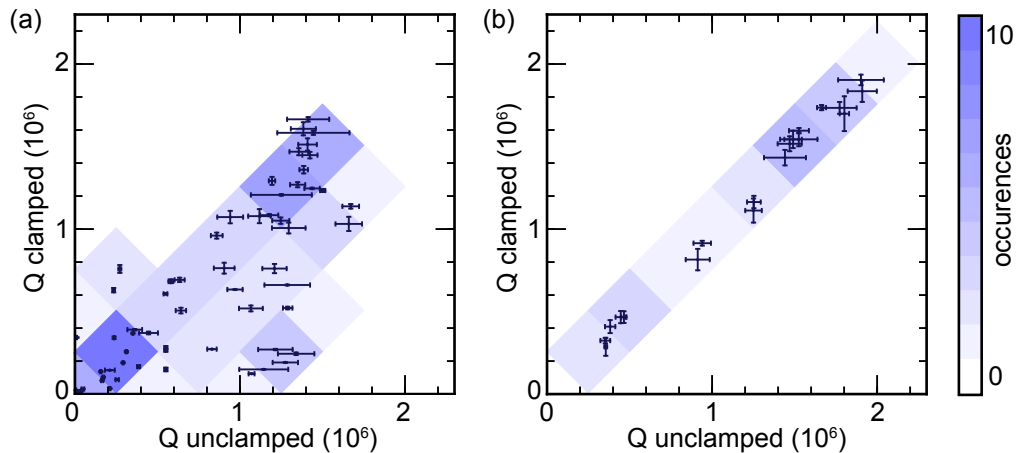 (a)
Q clamped (10⁶)
2
1
0
0 1 2
Q unclamped (10⁶)
(b)
Q clamped (10⁶)
2
1
0
0 1 2
Q unclamped (10⁶)
10
0
occurences